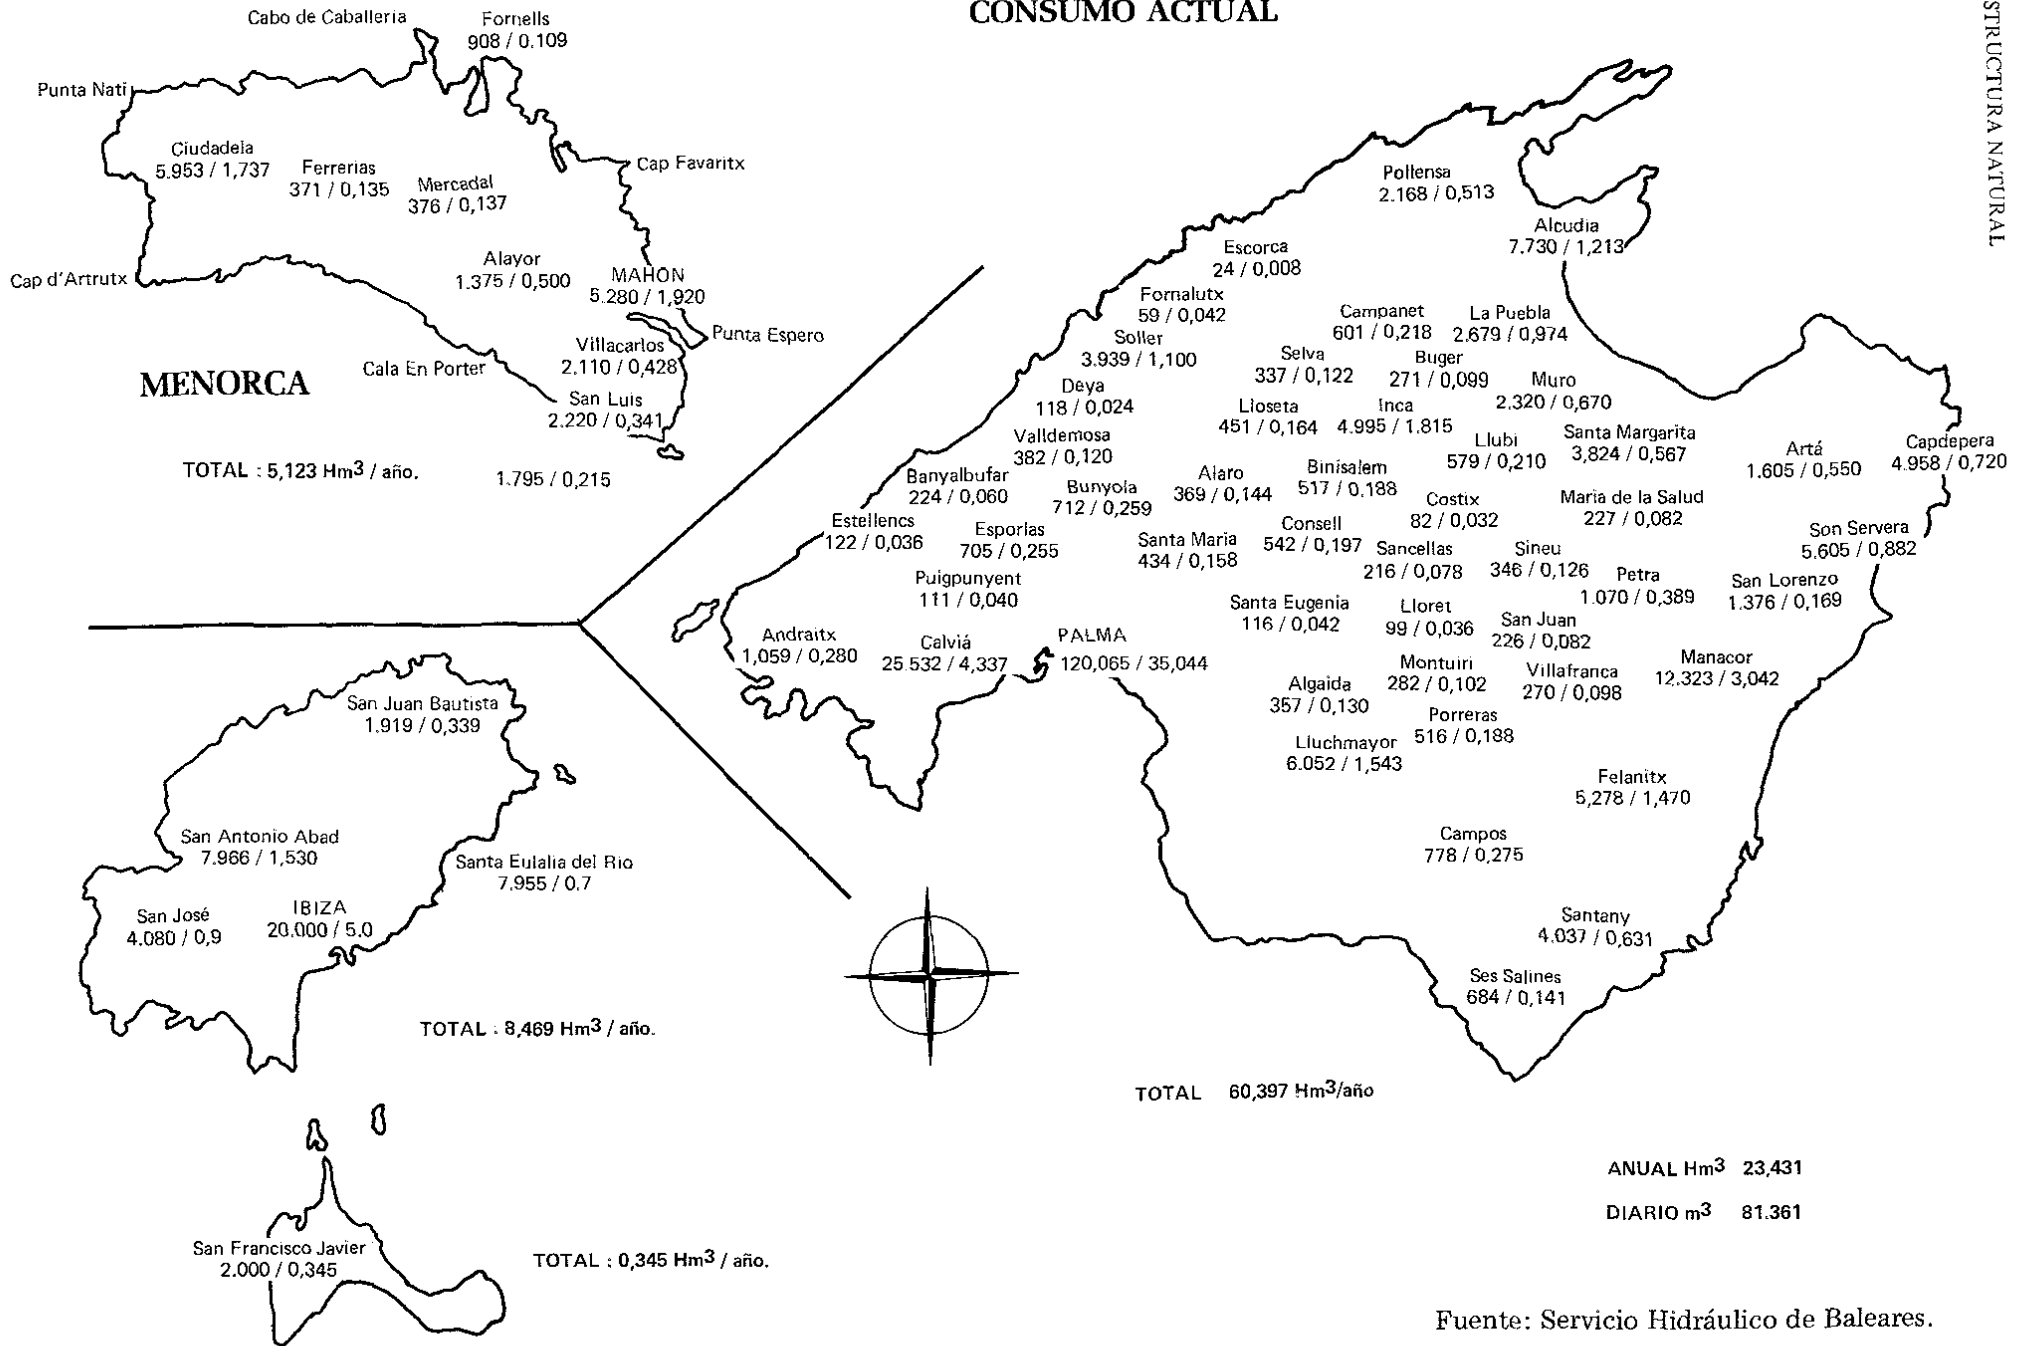 CONSUMO ACTUAL
STRUCTURA NATURAL
Cabo de Caballeria
Fornells
908 / 0.109
Punta Nati
Ciudadela
5.953 / 1,737
Ferrerias
371 / 0,135
Mercadal
376 / 0,137
Cap Favaritx
Cap d'Artrutx
Alayor
1.375 / 0,500
MAHON
5.280 / 1,920
Punta Espero
Villacarlos
2.110 / 0,428
Cala En Porter
San Luis
2.220 / 0,341
MENORCA
TOTAL : 5,123 Hm3 / año.
1.795 / 0,215
Pollensa
2.168 / 0,513
Alcudia
7.730 / 1,213
Escorca
24 / 0,008
Fornalutx
59 / 0,042
Soller
3.939 / 1,100
Campanet
601 / 0,218
La Puebla
2.679 / 0,974
Selva
337 / 0,122
Buger
271 / 0,099
Muro
2.320 / 0,670
Deya
118 / 0,024
Lloseta
451 / 0,164
Inca
4.995 / 1.815
Valldemosa
382 / 0,120
Llubi
579 / 0,210
Santa Margarita
3,824 / 0,567
Artá
1.605 / 0,550
Capdepera
4.958 / 0,720
Banyalbufar
224 / 0,060
Bunyola
712 / 0,259
Alaro
369 / 0,144
Binisalem
517 / 0,188
Costix
82 / 0,032
Maria de la Salud
227 / 0,082
Estellencs
122 / 0,036
Esporlas
705 / 0,255
Santa Maria
434 / 0,158
Consell
542 / 0,197
Sancellas
216 / 0,078
Sineu
346 / 0,126
Son Servera
5.605 / 0,882
Puigpunyent
111 / 0,040
Petra
1.070 / 0,389
San Lorenzo
1.376 / 0,169
Santa Eugenia
116 / 0,042
Lloret
99 / 0,036
San Juan
226 / 0,082
Andraitx
1,059 / 0,280
Calviá
25.532 / 4,337
PALMA
120,065 / 35,044
Montuiri
282 / 0,102
Villafranca
270 / 0,098
Manacor
12.323 / 3,042
Algaida
357 / 0,130
Porreras
516 / 0,188
Lluchmayor
6.052 / 1,543
Felanitx
5,278 / 1,470
Campos
778 / 0,275
Santany
4.037 / 0,631
Ses Salines
684 / 0,141
TOTAL 60,397 Hm3/año
San Juan Bautista
1.919 / 0,339
San Antonio Abad
7.966 / 1,530
Santa Eulalia del Rio
7.955 / 0.7
San José
4.080 / 0,9
IBIZA
20.000 / 5.0
TOTAL : 8,469 Hm3 / año.
San Francisco Javier
2.000 / 0,345
TOTAL : 0,345 Hm3 / año.
ANUAL Hm3 23,431
DIARIO m3 81.361
Fuente: Servicio Hidráulico de Baleares.